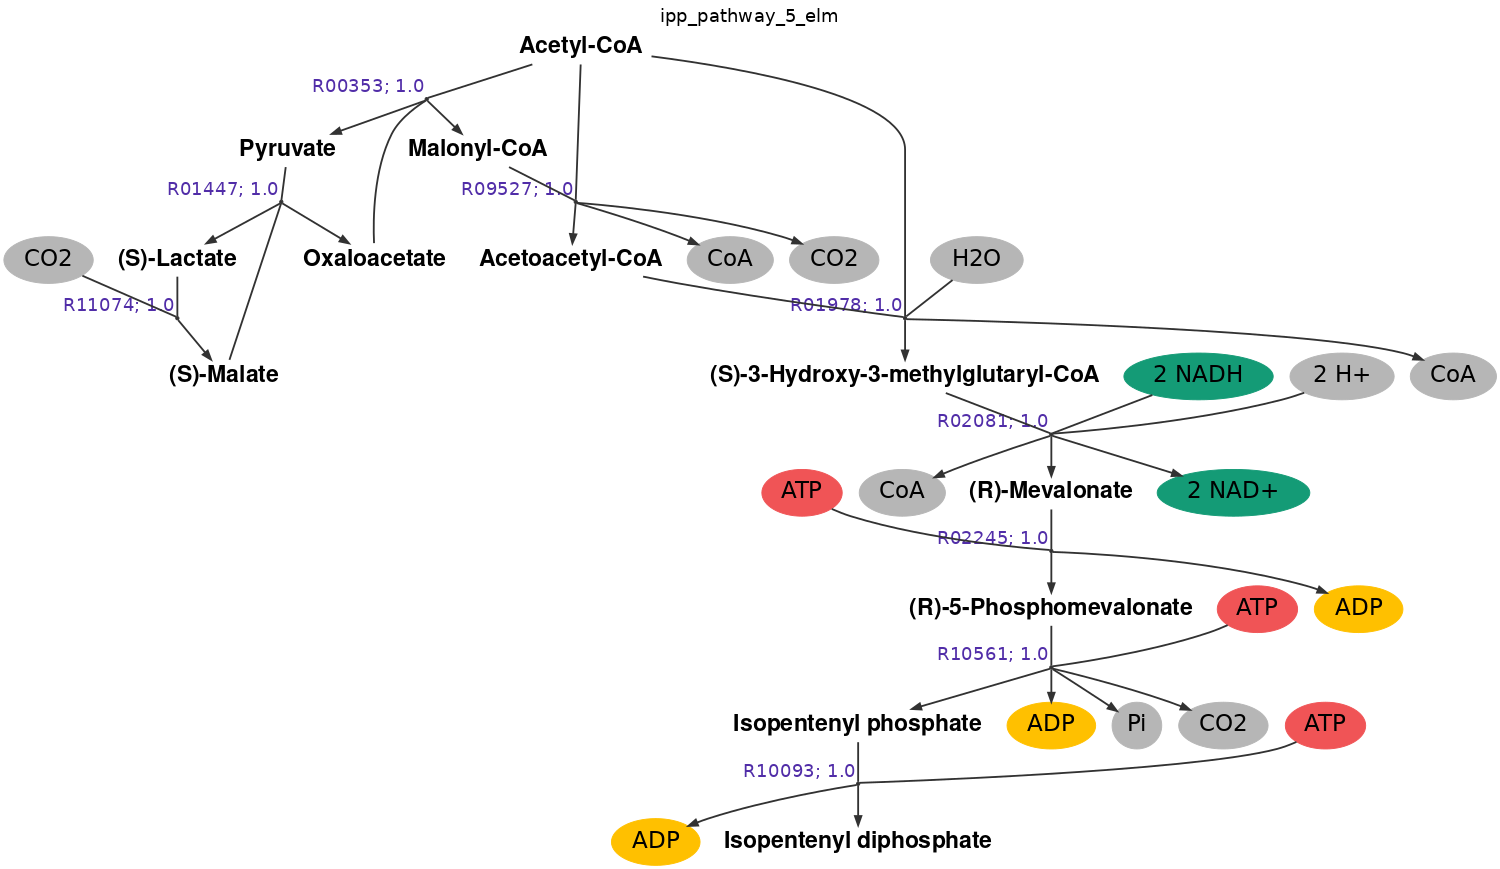 ipp_pathway_5_elm
Acetyl-CoA
R00353; 1.0
Pyruvate
Malonyl-CoA
R01447; 1.0
R09527; 1.0
CO2
(S)-Lactate
Oxaloacetate
Acetoacetyl-CoA
CoA
CO2
H2O
R11074; 1.0
R01978; 1.0
(S)-Malate
(S)-3-Hydroxy-3-methylglutaryl-CoA
2 NADH
2 H+
CoA
R02081; 1.0
ATP
CoA
(R)-Mevalonate
2 NAD+
R02245; 1.0
(R)-5-Phosphomevalonate
ATP
ADP
R10561; 1.0
Isopentenyl phosphate
ADP
Pi
CO2
ATP
R10093; 1.0
ADP
Isopentenyl diphosphate